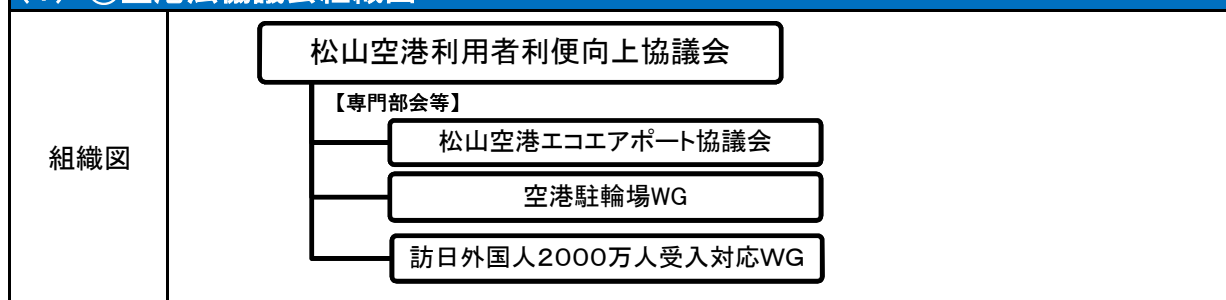 松山空港利用者利便向上協議会
【専門部会等】
松山空港エコエアポート協議会
組織図
空港駐輪場WG
訪日外国人2000万人受入対応WG